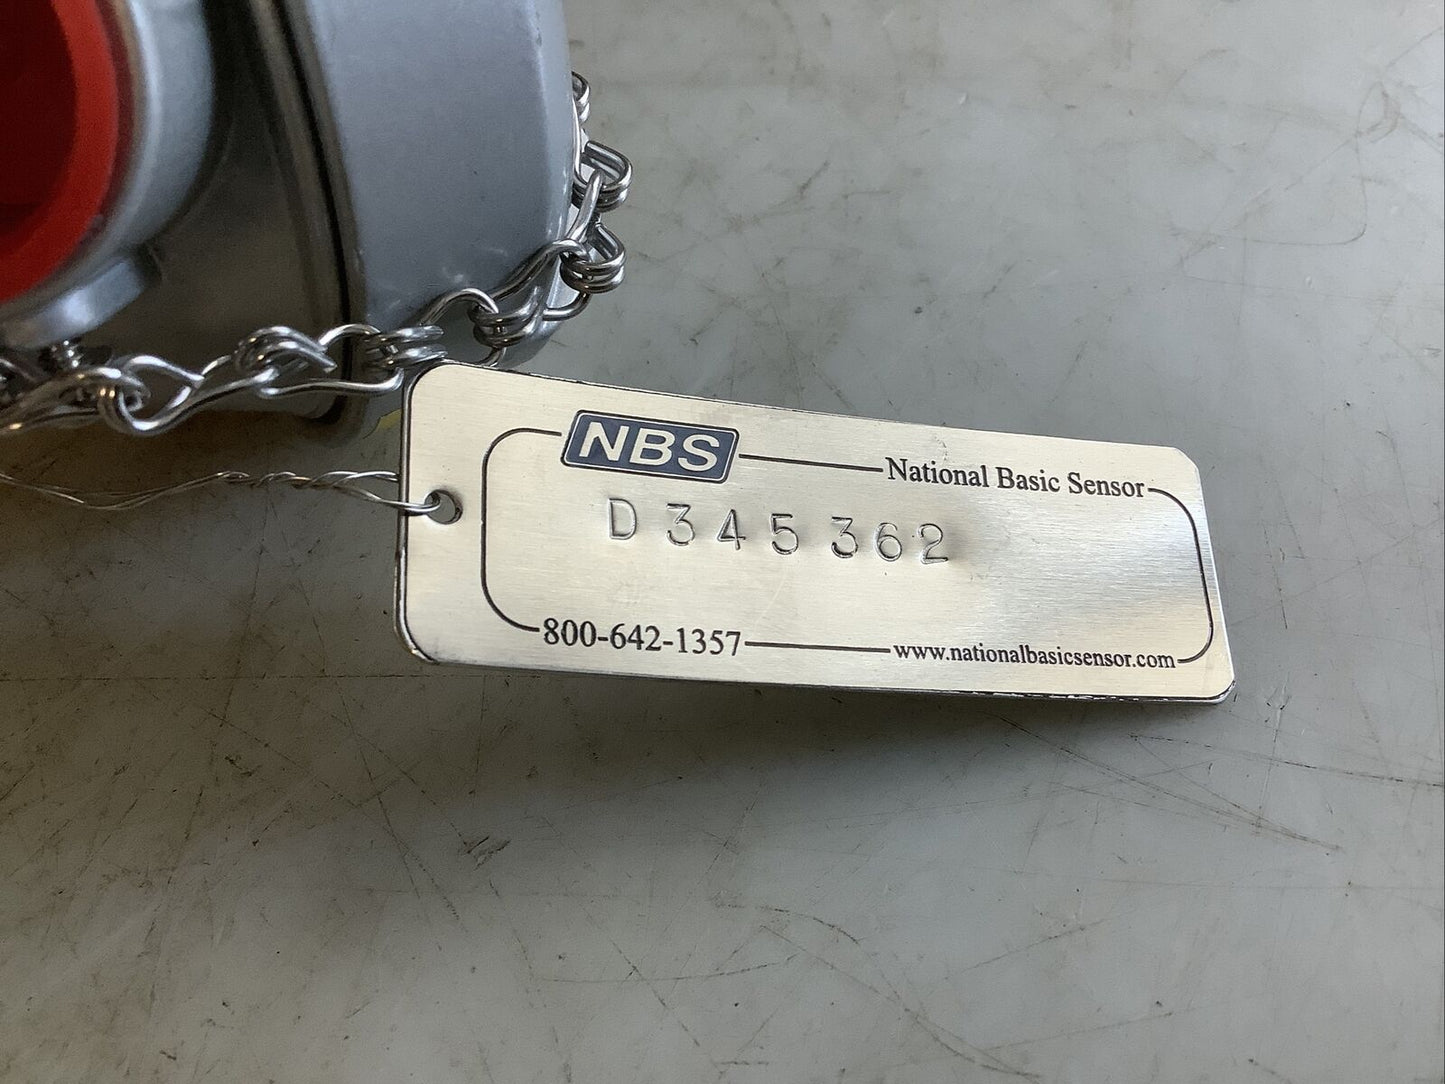 NBS National Basic Sensor
D345362
800-642-1357 www.nationalbasicsensor.com